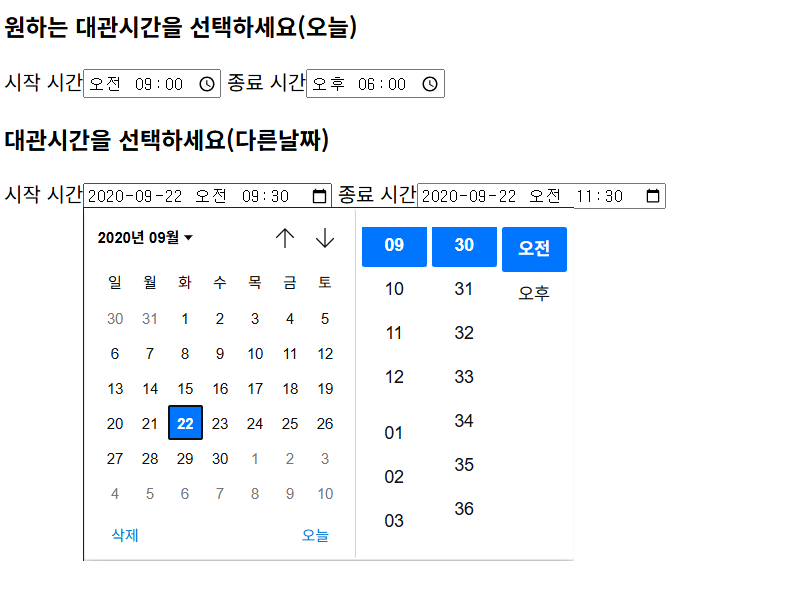 원하는 대관시간을 선택하세요(오늘)
시작 시간 오전 09:00 종료 시간 오후 06:00
대관시간을 선택하세요(다른날짜)
시작 시간 2020-09-22 오전 09:30 종료 시간 2020-09-22 오전 11:30
2020년 09월
일 월 화 수 목 금 토
30 31 1 2 3 4 5
6 7 8 9 10 11 12
13 14 15 16 17 18 19
20 21 22 23 24 25 26
27 28 29 30 1 2 3
4 5 6 7 8 9 10
삭제 오늘
09 30 오전
10 31 오후
11 32
12 33
01 34
02 35
03 36